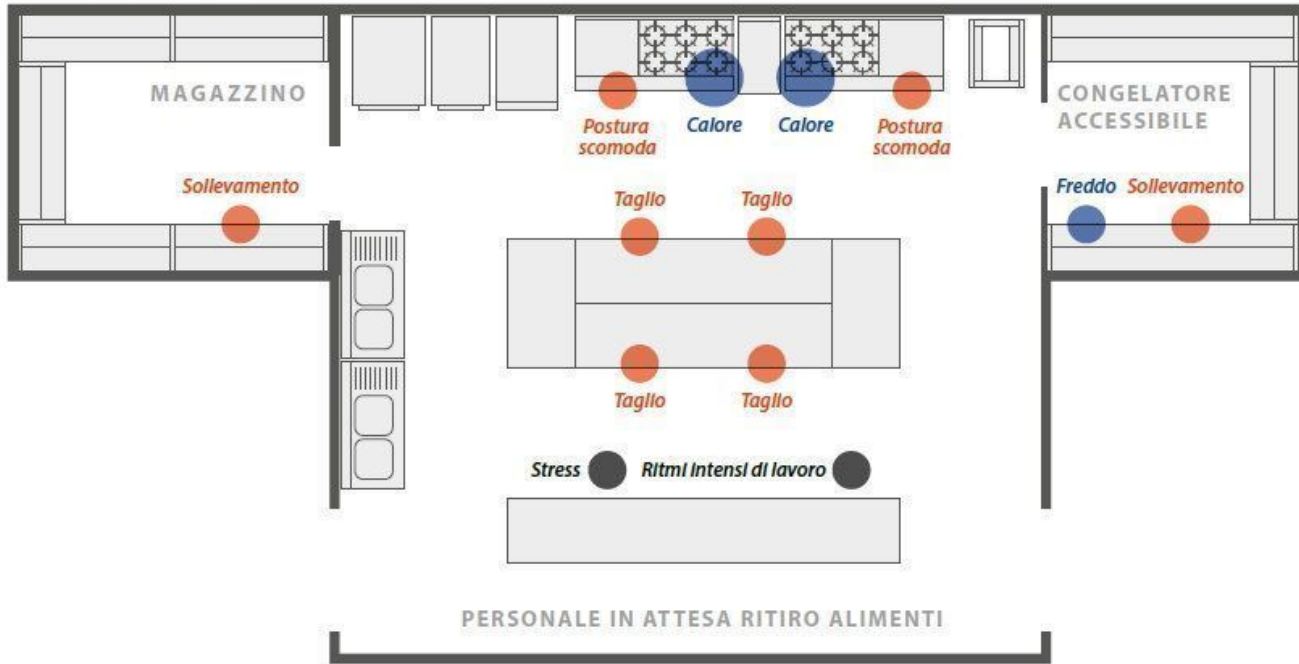 MAGAZZINO
CONGELATORE
ACCESSIBILE
Postura
scomoda
Calore
Calore
Postura
scomoda
Sollevamento
Taglio
Taglio
Freddo
Sollevamento
Taglio
Taglio
Stress
Ritmi intensi di lavoro
PERSONALE IN ATTESA RITIRO ALIMENTI